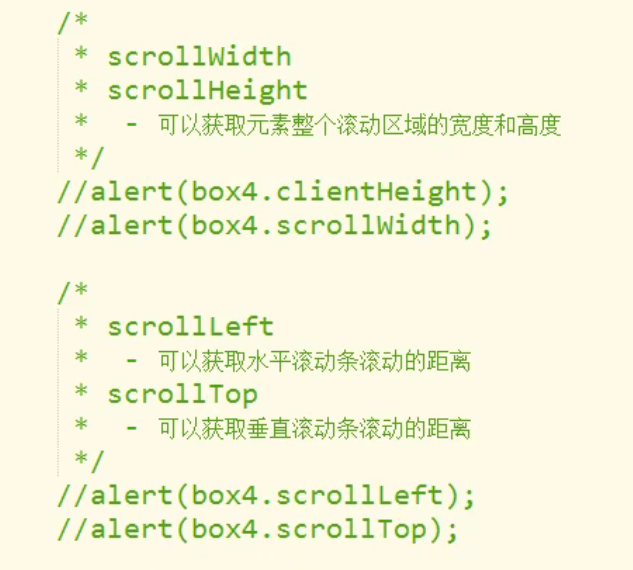 /*
 * scrollWidth
 * scrollHeight
 *  - 可以获取元素整个滚动区域的宽度和高度
 */
//alert(box4.clientHeight);
//alert(box4.scrollWidth);

/*
 * scrollLeft
 *  - 可以获取水平滚动条滚动的距离
 * scrollTop
 *  - 可以获取垂直滚动条滚动的距离
 */
//alert(box4.scrollLeft);
//alert(box4.scrollTop);